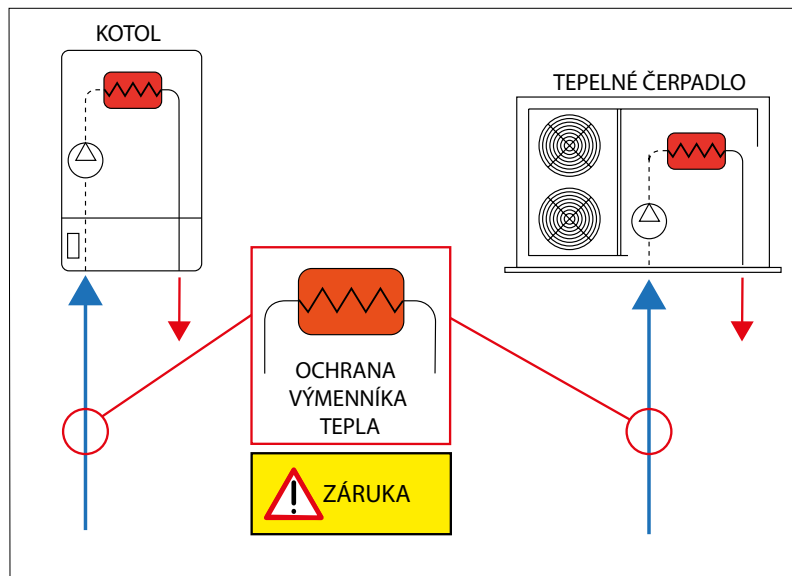 KOTOL
TEPELNÉ ČERPADLO
OCHRANA
VÝMENNÍKA
TEPLA
ZÁRUKA